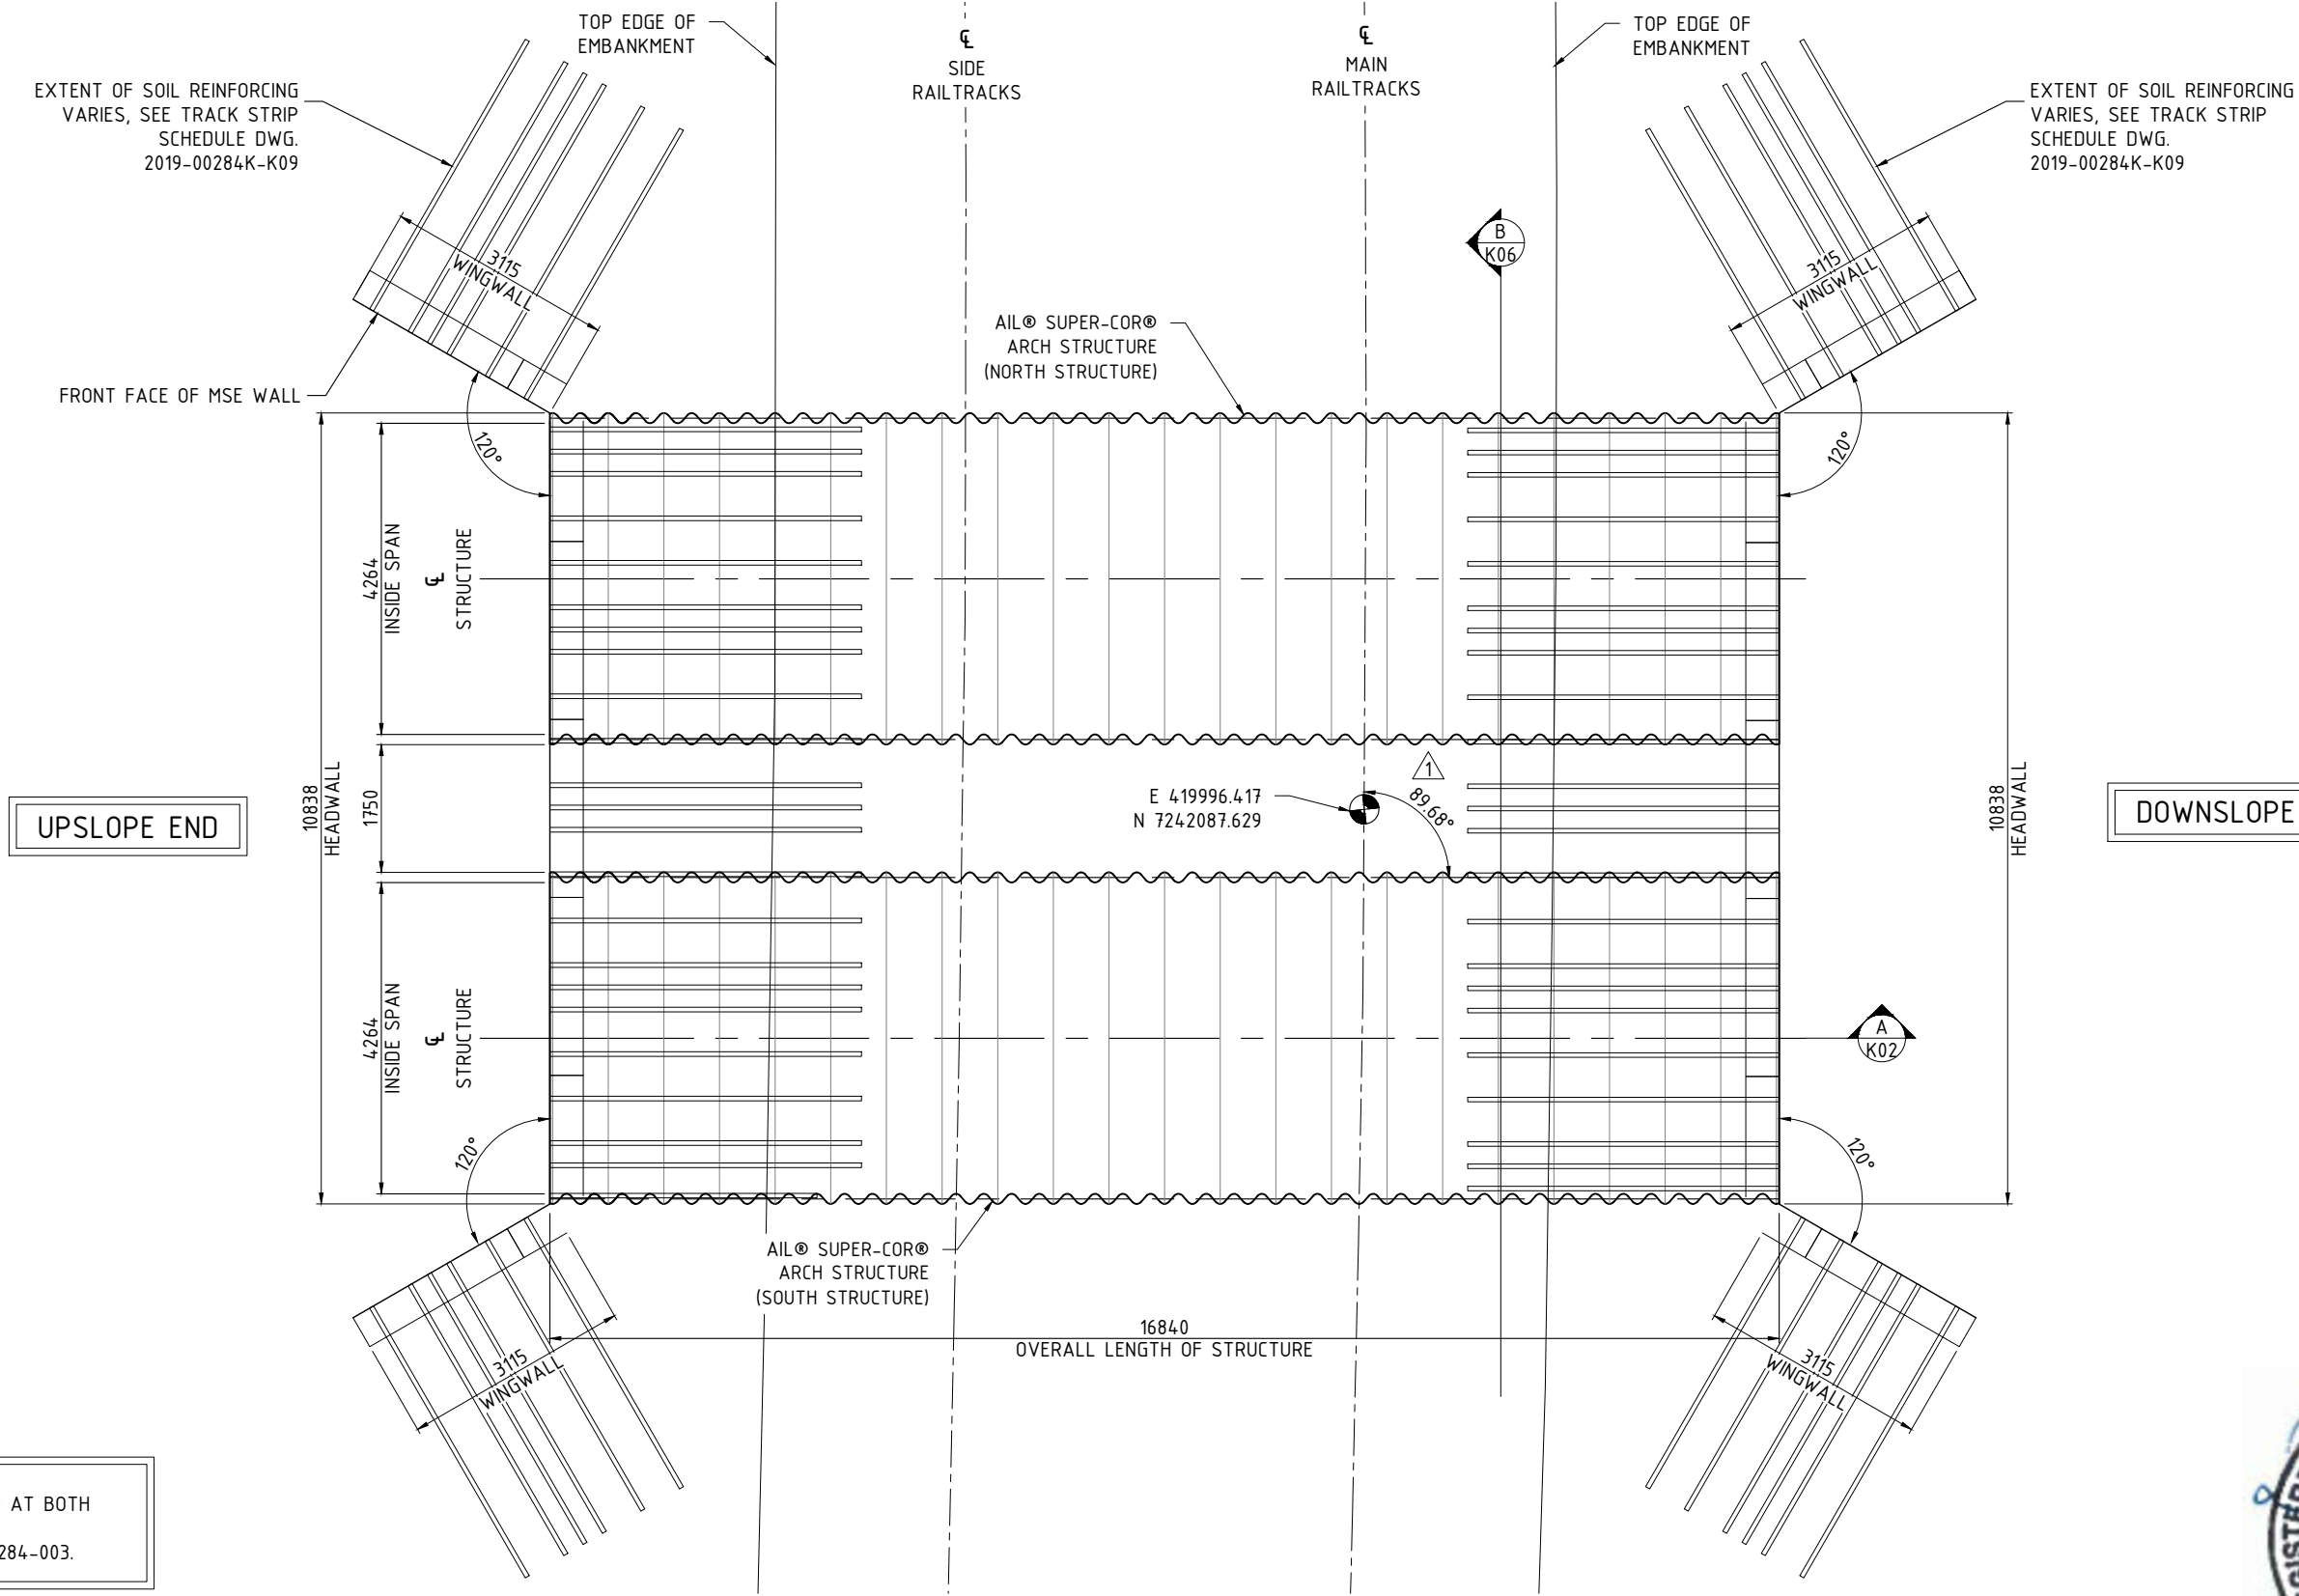 TOP EDGE OF
EMBANKMENT
℄
SIDE
RAILTRACKS
℄
MAIN
RAILTRACKS
TOP EDGE OF
EMBANKMENT
EXTENT OF SOIL REINFORCING
VARIES, SEE TRACK STRIP
SCHEDULE DWG.
2019-00284K-K09
EXTENT OF SOIL REINFORCING
VARIES, SEE TRACK STRIP
SCHEDULE DWG.
2019-00284K-K09
3115
WINGWALL
B
K06
3115
WINGWALL
AIL® SUPER-COR®
ARCH STRUCTURE
(NORTH STRUCTURE)
FRONT FACE OF MSE WALL
120°
120°
4264
INSIDE SPAN
℄
STRUCTURE
10838
HEADWALL
1750
UPSLOPE END
E 419996.417
N 7242087.629
1
89.68°
10838
HEADWALL
DOWNSLOPE
4264
INSIDE SPAN
℄
STRUCTURE
A
K02
120°
120°
AIL® SUPER-COR®
ARCH STRUCTURE
(SOUTH STRUCTURE)
16840
OVERALL LENGTH OF STRUCTURE
3115
WINGWALL
3115
WINGWALL
AT BOTH
284-003.